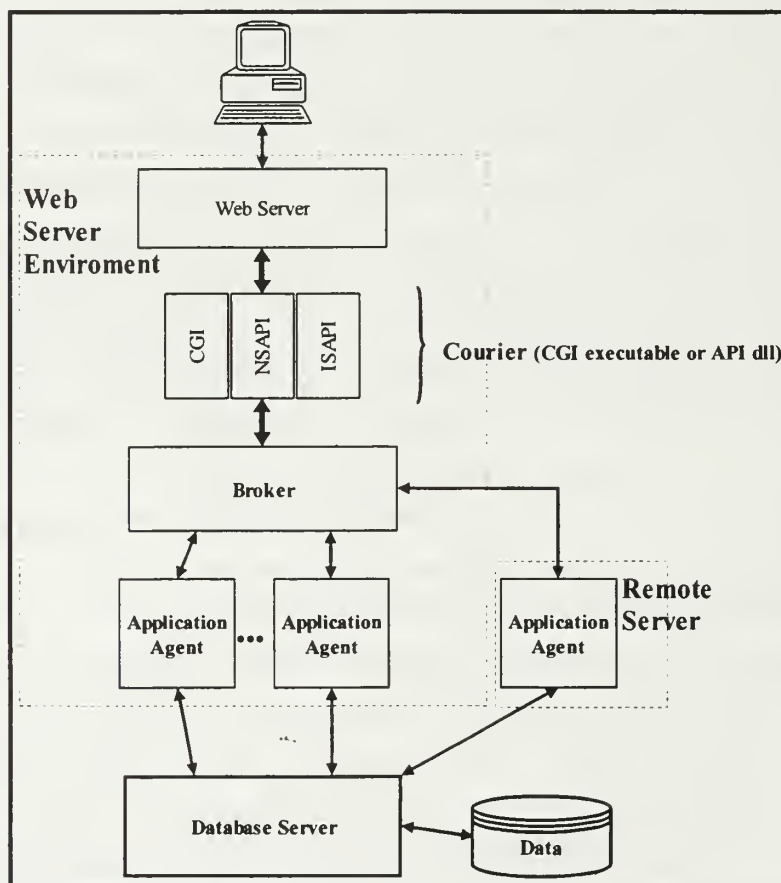 Web Server
Web
Server
Enviroment
CGI
NSAPI
ISAPI
Courier (CGI executable or API dll)
Broker
Application
Agent
...
Application
Agent
Application
Agent
Remote
Server
Database Server
Data